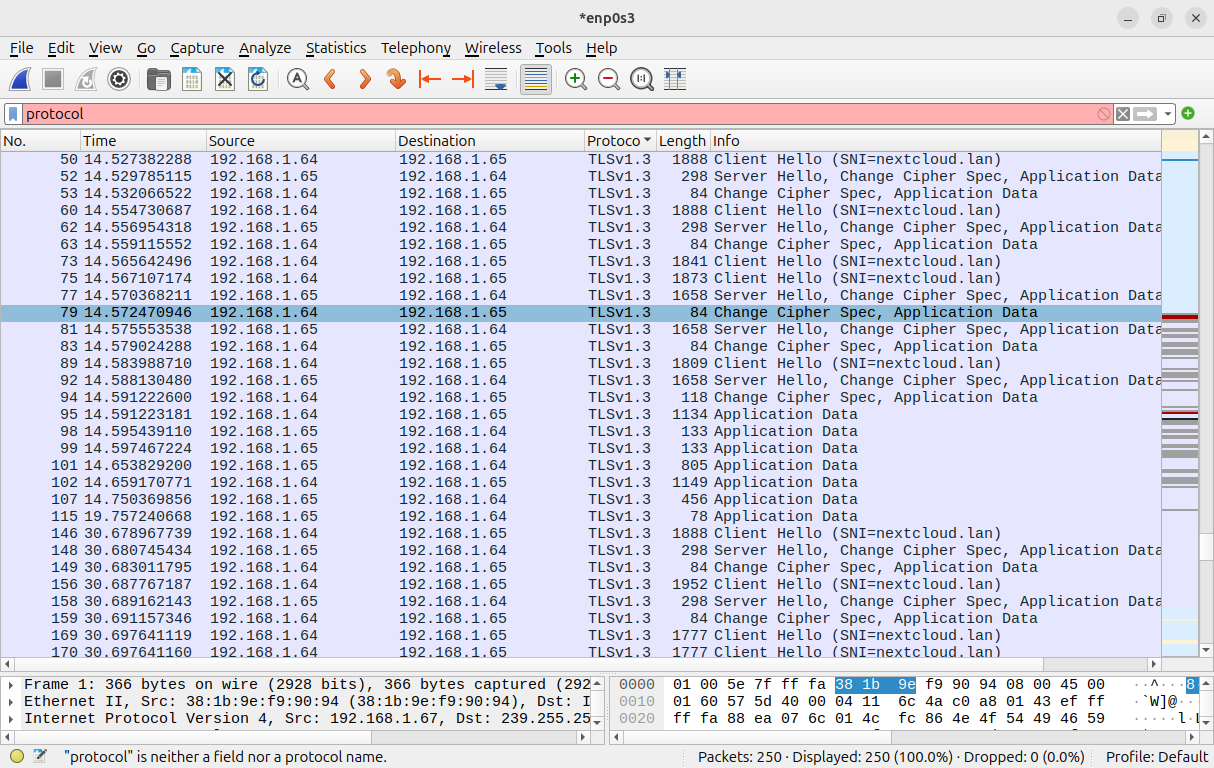 *enp0s3
File Edit View Go Capture Analyze Statistics Telephony Wireless Tools Help
protocol
No. Time Source Destination Protoco Length Info
50 14.527382288 192.168.1.64 192.168.1.65 TLSv1.3 1888 Client Hello (SNI=nextcloud.lan)
52 14.529785115 192.168.1.65 192.168.1.64 TLSv1.3 298 Server Hello, Change Cipher Spec, Application Data
53 14.532066522 192.168.1.64 192.168.1.65 TLSv1.3 84 Change Cipher Spec, Application Data
60 14.554730687 192.168.1.64 192.168.1.65 TLSv1.3 1888 Client Hello (SNI=nextcloud.lan)
62 14.556954318 192.168.1.65 192.168.1.64 TLSv1.3 298 Server Hello, Change Cipher Spec, Application Data
63 14.559115552 192.168.1.64 192.168.1.65 TLSv1.3 84 Change Cipher Spec, Application Data
73 14.565642496 192.168.1.64 192.168.1.65 TLSv1.3 1841 Client Hello (SNI=nextcloud.lan)
75 14.567107174 192.168.1.64 192.168.1.65 TLSv1.3 1873 Client Hello (SNI=nextcloud.lan)
77 14.570368211 192.168.1.65 192.168.1.64 TLSv1.3 1658 Server Hello, Change Cipher Spec, Application Data
79 14.572470946 192.168.1.64 192.168.1.65 TLSv1.3 84 Change Cipher Spec, Application Data
81 14.575553538 192.168.1.65 192.168.1.64 TLSv1.3 1658 Server Hello, Change Cipher Spec, Application Data
83 14.579024288 192.168.1.64 192.168.1.65 TLSv1.3 84 Change Cipher Spec, Application Data
89 14.583988710 192.168.1.64 192.168.1.65 TLSv1.3 1809 Client Hello (SNI=nextcloud.lan)
92 14.588130480 192.168.1.65 192.168.1.64 TLSv1.3 1658 Server Hello, Change Cipher Spec, Application Data
94 14.591222600 192.168.1.64 192.168.1.65 TLSv1.3 118 Change Cipher Spec, Application Data
95 14.591223181 192.168.1.64 192.168.1.65 TLSv1.3 1134 Application Data
98 14.595439110 192.168.1.65 192.168.1.64 TLSv1.3 133 Application Data
99 14.597467224 192.168.1.65 192.168.1.64 TLSv1.3 133 Application Data
101 14.653829200 192.168.1.65 192.168.1.64 TLSv1.3 805 Application Data
102 14.659170771 192.168.1.64 192.168.1.65 TLSv1.3 1149 Application Data
107 14.750369856 192.168.1.65 192.168.1.64 TLSv1.3 456 Application Data
115 19.757240668 192.168.1.65 192.168.1.64 TLSv1.3 78 Application Data
146 30.678967739 192.168.1.64 192.168.1.65 TLSv1.3 1888 Client Hello (SNI=nextcloud.lan)
148 30.680745434 192.168.1.65 192.168.1.64 TLSv1.3 298 Server Hello, Change Cipher Spec, Application Data
149 30.683011795 192.168.1.64 192.168.1.65 TLSv1.3 84 Change Cipher Spec, Application Data
156 30.687767187 192.168.1.64 192.168.1.65 TLSv1.3 1952 Client Hello (SNI=nextcloud.lan)
158 30.689162143 192.168.1.65 192.168.1.64 TLSv1.3 298 Server Hello, Change Cipher Spec, Application Data
159 30.691157346 192.168.1.64 192.168.1.65 TLSv1.3 84 Change Cipher Spec, Application Data
169 30.697641119 192.168.1.64 192.168.1.65 TLSv1.3 1777 Client Hello (SNI=nextcloud.lan)
170 30.697641160 192.168.1.64 192.168.1.65 TLSv1.3 1777 Client Hello (SNI=nextcloud.lan)
Frame 1: 366 bytes on wire (2928 bits), 366 bytes captured (292
Ethernet II, Src: 38:1b:9e:f9:90:94 (38:1b:9e:f9:90:94), Dst: I
Internet Protocol Version 4, Src: 192.168.1.67, Dst: 239.255.25
0000 01 00 5e 7f ff fa 38 1b 9e f9 90 94 08 00 45 00 ··^···8
0010 01 60 57 5d 40 00 04 11 6c 4a c0 a8 01 43 ef ff ·`W]@··
0020 ff fa 88 ea 07 6c 01 4c fc 86 4e 4f 54 49 46 59 ·····l·L
"protocol" is neither a field nor a protocol name.
Packets: 250 · Displayed: 250 (100.0%) · Dropped: 0 (0.0%)
Profile: Default